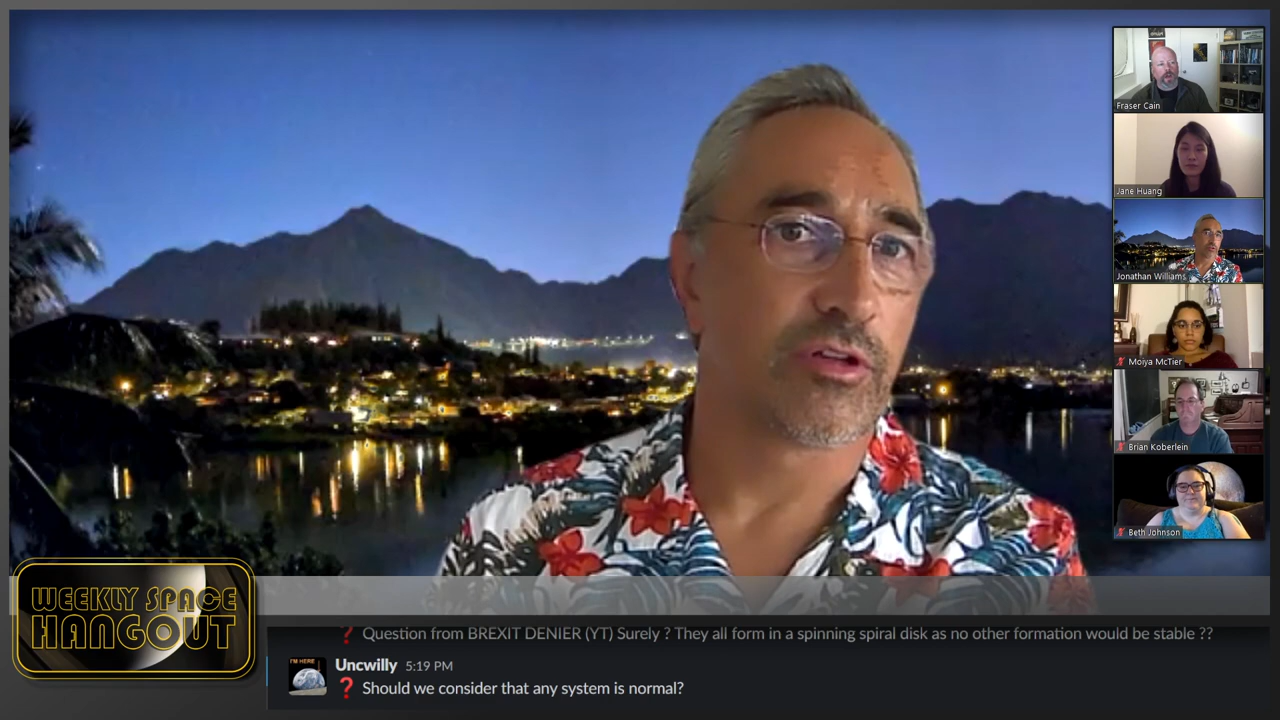 Fraser Cain
Jane Huang
Jonathan Williams
Moiya McTier
Brian Koberlein
Beth Johnson
WEEKLY SPACE
HANGOUT
❓ Question from BREXIT DENIER (YT) Surely ? They all form in a spinning spiral disk as no other formation would be stable ??
I'M HERE
Uncwilly 5:19 PM
❓ Should we consider that any system is normal?